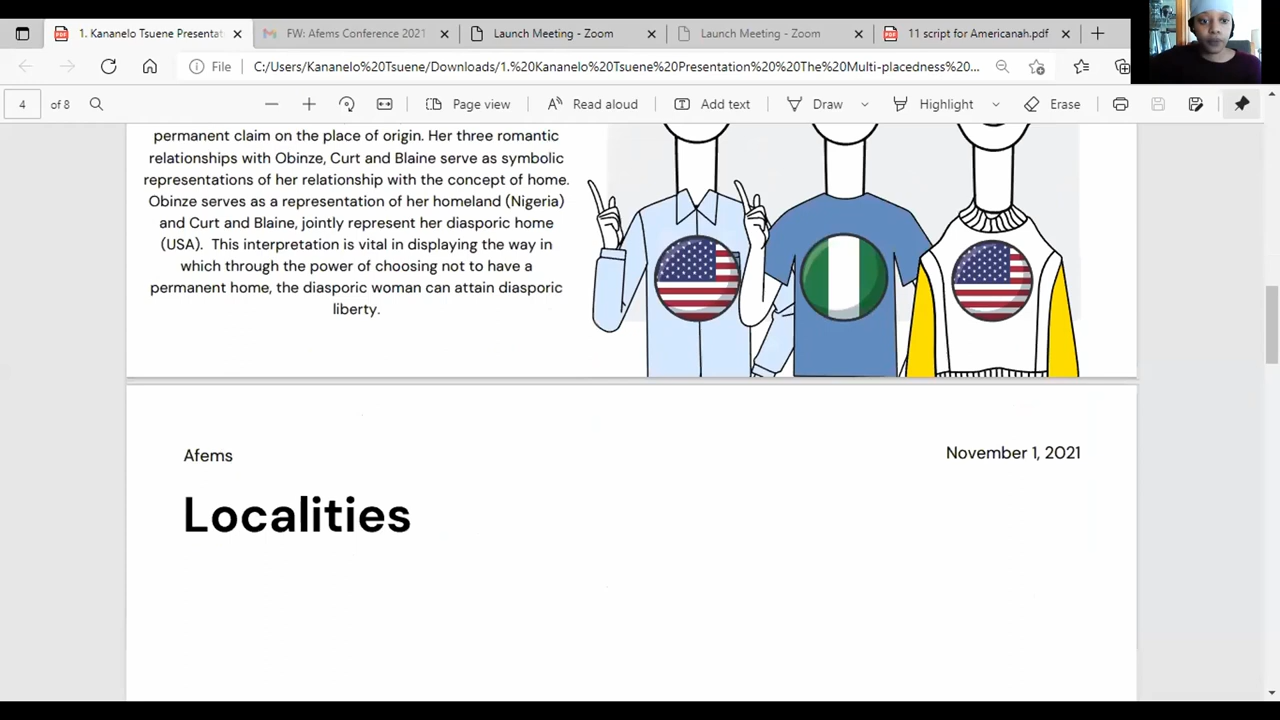 1. Kananelo Tsuene Presentat
FW: Afems Conference 2021
Launch Meeting - Zoom
Launch Meeting - Zoom
11 script for Americanah.pdf
File
C:/Users/Kananelo%20Tsuene/Downloads/1.%20Kananelo%20Tsuene%20Presentation%20%20The%20Multi-placedness%20...
4
of 8
Page view
Read aloud
Add text
Draw
Highlight
Erase
permanent claim on the place of origin. Her three romantic
relationships with Obinze, Curt and Blaine serve as symbolic
representations of her relationship with the concept of home.
Obinze serves as a representation of her homeland (Nigeria)
and Curt and Blaine, jointly represent her diasporic home
(USA). This interpretation is vital in displaying the way in
which through the power of choosing not to have a
permanent home, the diasporic woman can attain diasporic
liberty.
Afems
November 1, 2021
Localities